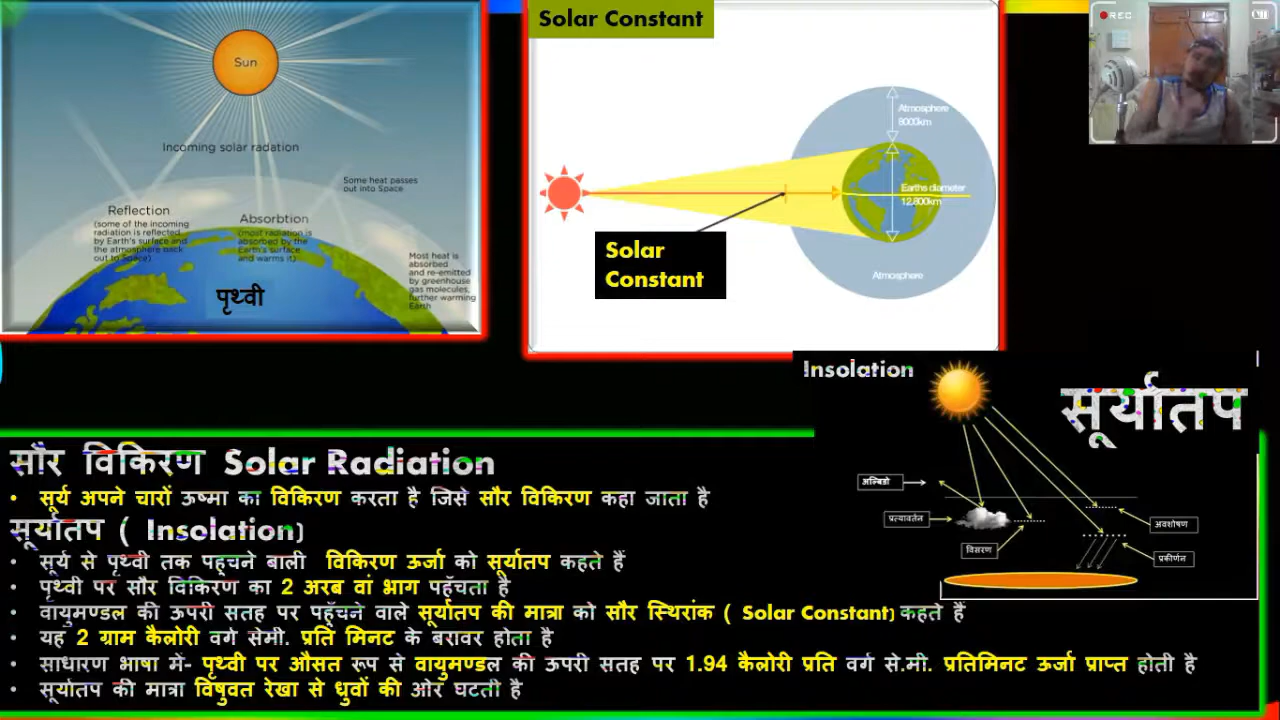 Sun
Incoming solar radation
Some heat passes
out into Space
Reflection
(some of the incoming
radiation is reflected
by Earth's surface and
the atmosphere back
out to Space)
Absorbtion
(most radiation is
absorbed by the
Earth's surface
and warms it)
Most heat is
absorbed
and re-emitted
by greenhouse
gas molecules,
further warming
Earth
पृथ्वी
Solar Constant
Atmosphere
8000km
Earths diameter
12,800km
Solar
Constant
Atmosphere
REC
Insolation
सूर्यातप
अल्बिडो
प्रत्यावर्तन
विसरण
अवशोषण
प्रकीर्णन
सौर विकिरण Solar Radiation
• सूर्य अपने चारों ऊष्मा का विकिरण करता है जिसे सौर विकिरण कहा जाता है
सूर्यातप ( Insolation)
• सूर्य से पृथ्वी तक पहुचने बाली विकिरण ऊर्जा को सूर्यातप कहते हैं
• पृथ्वी पर सौर विकिरण का 2 अरब वां भाग पहुँचता है
• वायुमण्डल की ऊपरी सतह पर पहुँचने वाले सूर्यातप की मात्रा को सौर स्थिरांक ( Solar Constant) कहते हैं
• यह 2 ग्राम कैलोरी वर्ग सेमी. प्रति मिनट के बराबर होता है
• साधारण भाषा में- पृथ्वी पर औसत रूप से वायुमण्डल की ऊपरी सतह पर 1.94 कैलोरी प्रति वर्ग से.मी. प्रतिमिनट ऊर्जा प्राप्त होती है
• सूर्यातप की मात्रा विषुवत रेखा से ध्रुवों की ओर घटती है